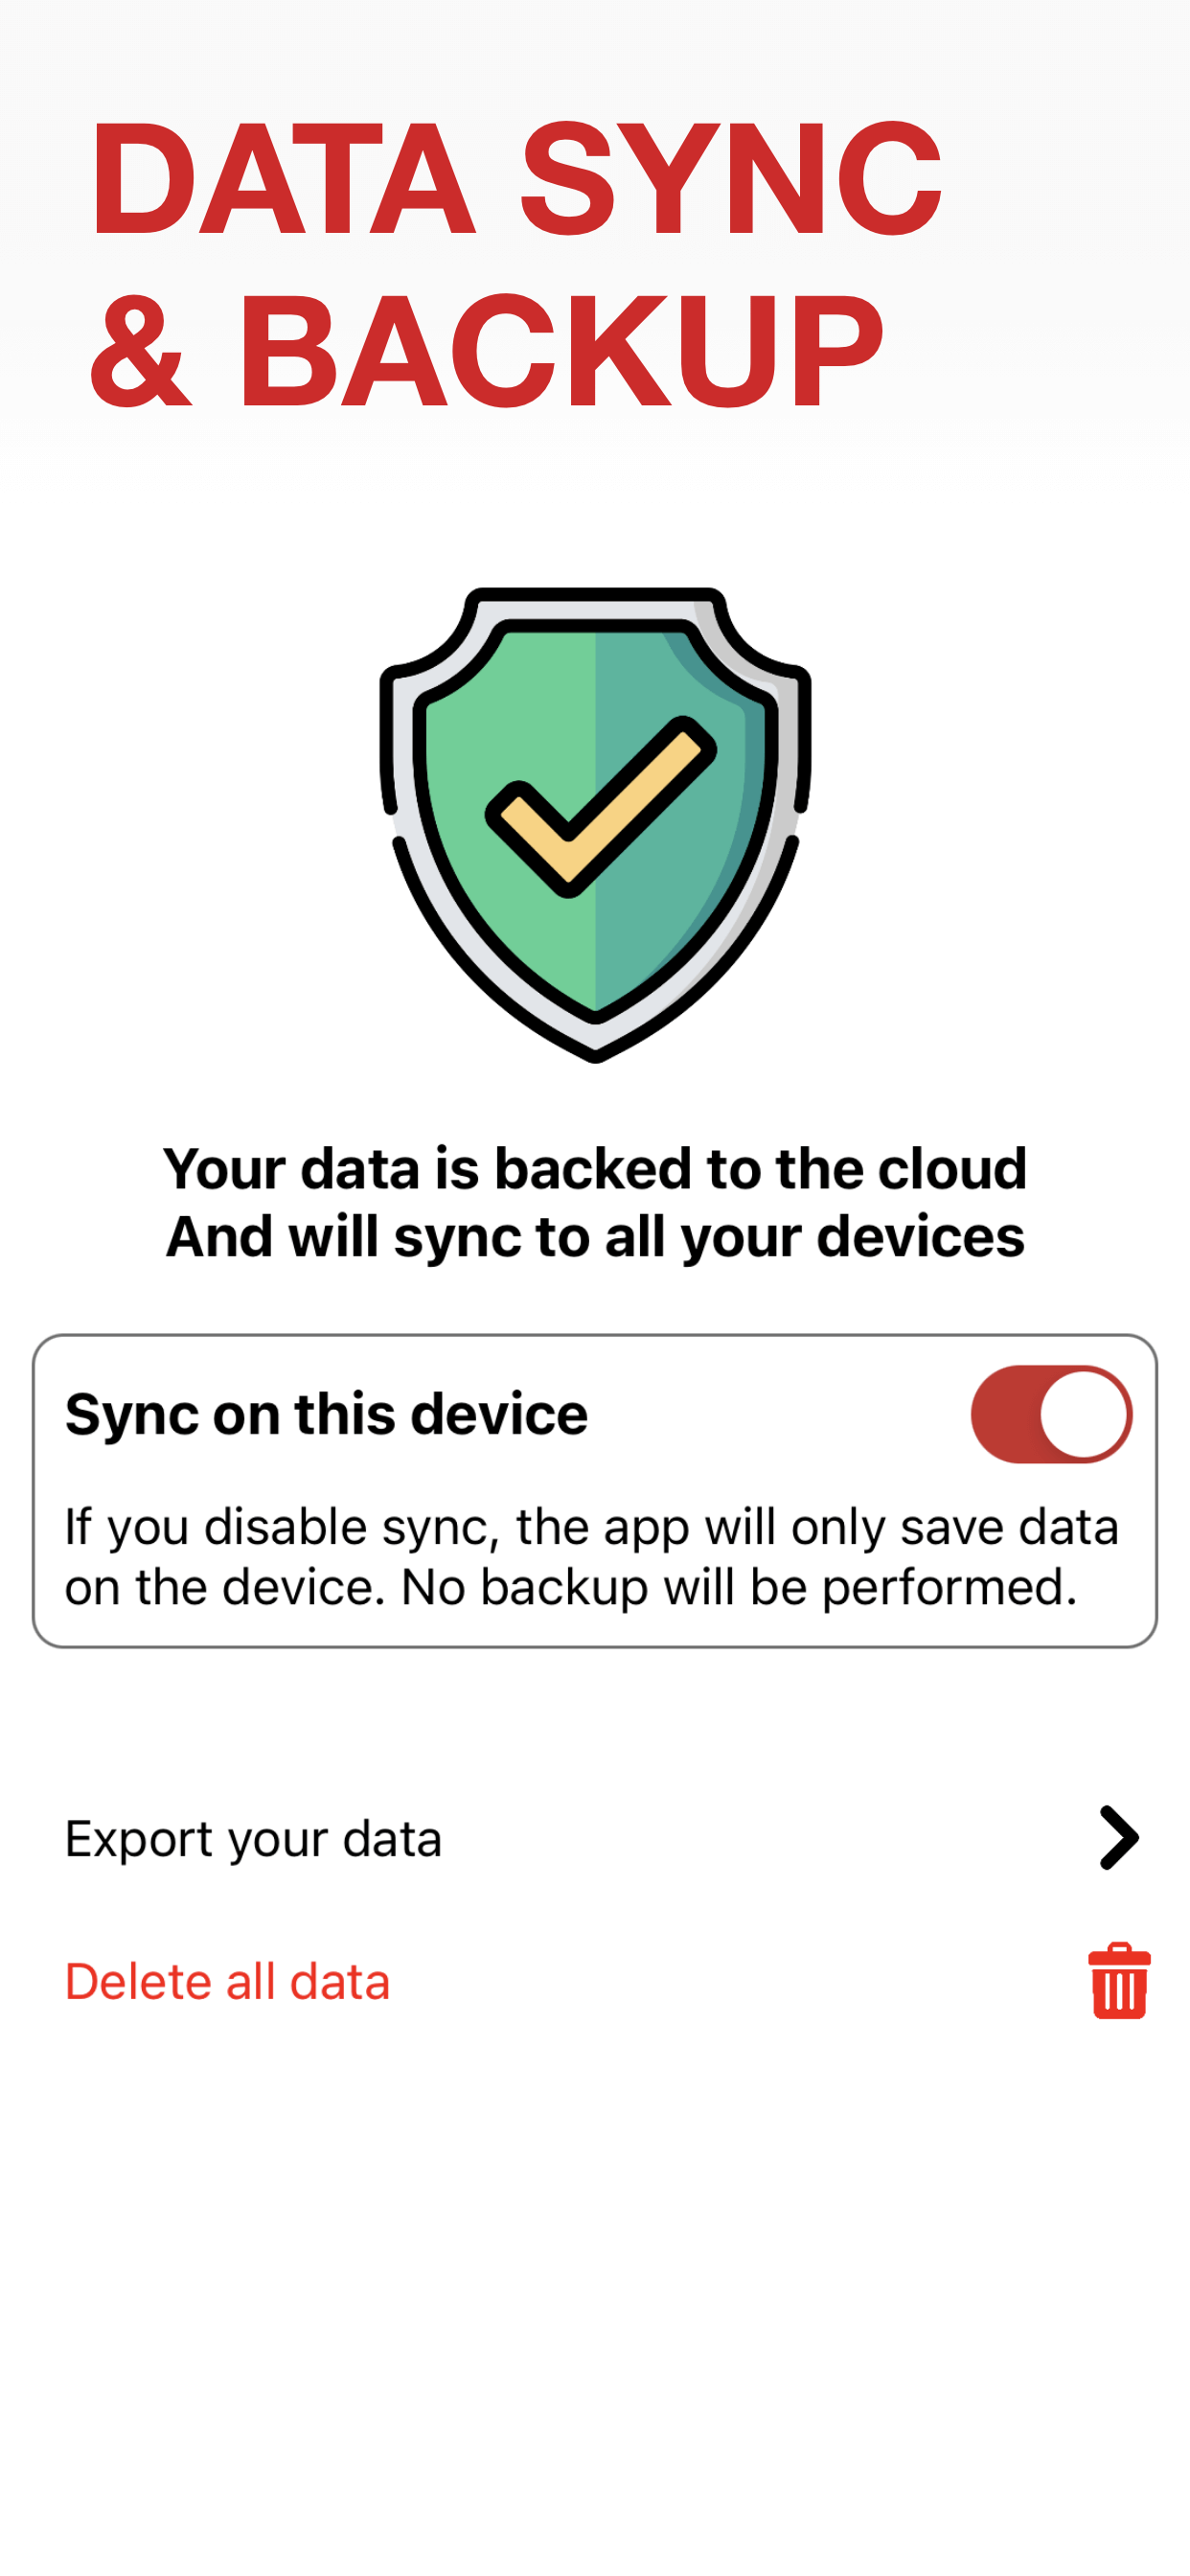 DATA SYNC
& BACKUP
Your data is backed to the cloud
And will sync to all your devices
Sync on this device
If you disable sync, the app will only save data
on the device. No backup will be performed.
Export your data
Delete all data